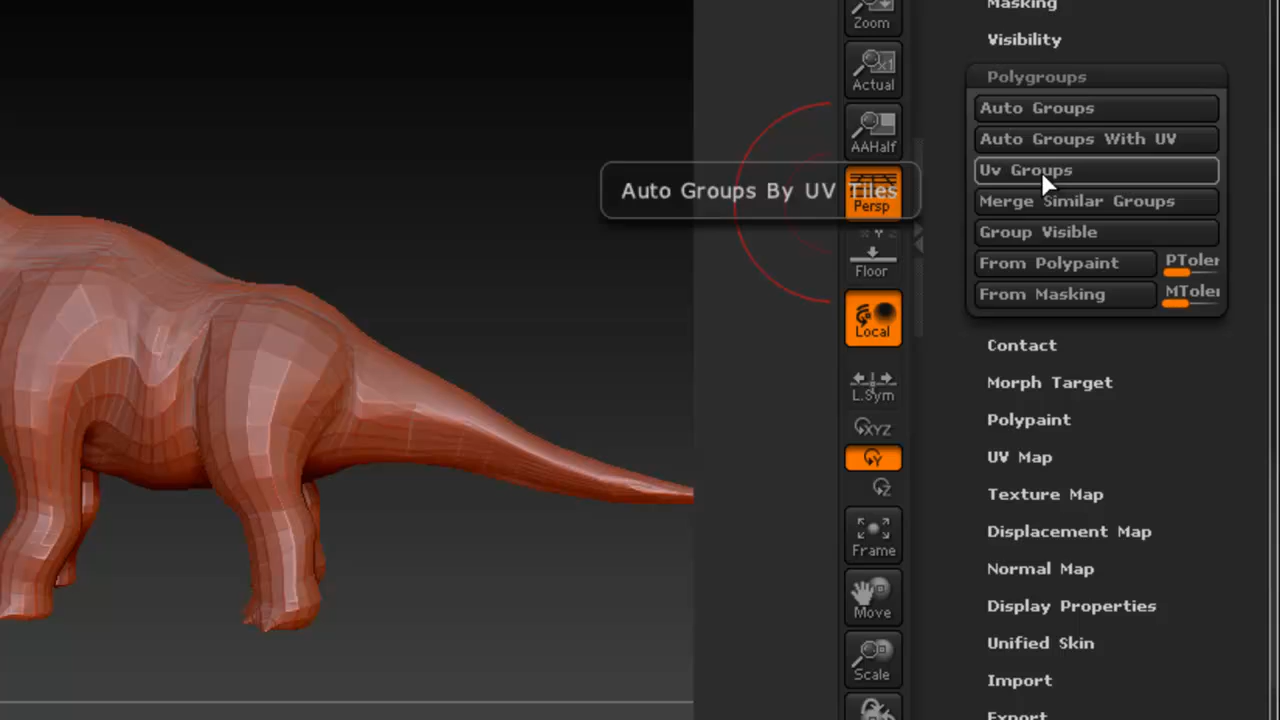 Zoom
Actual
AAHalf
Persp
Floor
Local
L.Sym
XYZ
Y
Z
Frame
Move
Scale
Auto Groups By UV Tiles
Masking
Visibility
Polygroups
Auto Groups
Auto Groups With UV
Uv Groups
Merge Similar Groups
Group Visible
From Polypaint PToler
From Masking MToler
Contact
Morph Target
Polypaint
UV Map
Texture Map
Displacement Map
Normal Map
Display Properties
Unified Skin
Import
Export